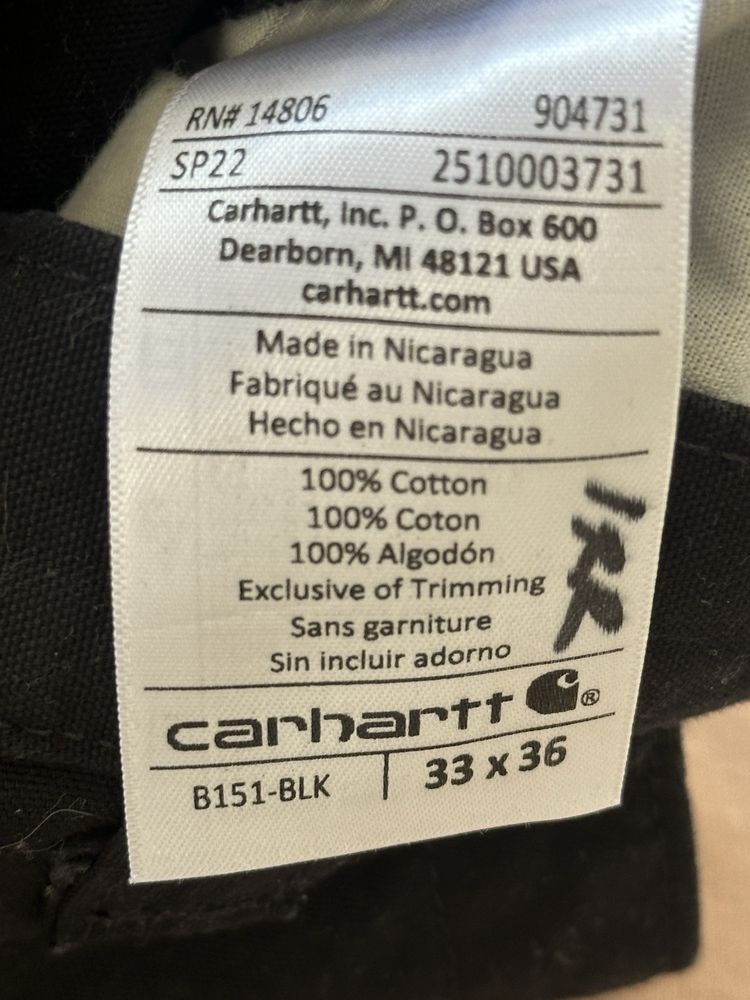 RN# 14806 904731
SP22 2510003731
Carhartt, Inc. P. O. Box 600
Dearborn, MI 48121 USA
carhartt.com
Made in Nicaragua
Fabriqué au Nicaragua
Hecho en Nicaragua
100% Cotton
100% Coton
100% Algodón
Exclusive of Trimming
Sans garniture
Sin incluir adorno
carhartt ®
B151-BLK 33 x 36